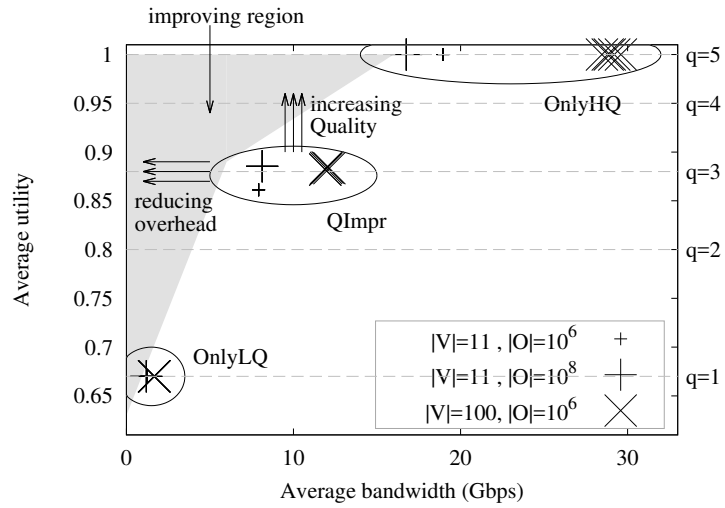 improving region
1
0.95
0.9
0.85
0.8
0.75
0.7
0.65
q=5
q=4
q=3
q=2
q=1
OnlyHQ
increasing
Quality
reducing
overhead
QImpr
OnlyLQ
|V|=11 , |O|=10^6
|V|=11, |O|=10^8
|V|=100, |O|=10^6
0
10
20
30
Average bandwidth (Gbps)
Average utility